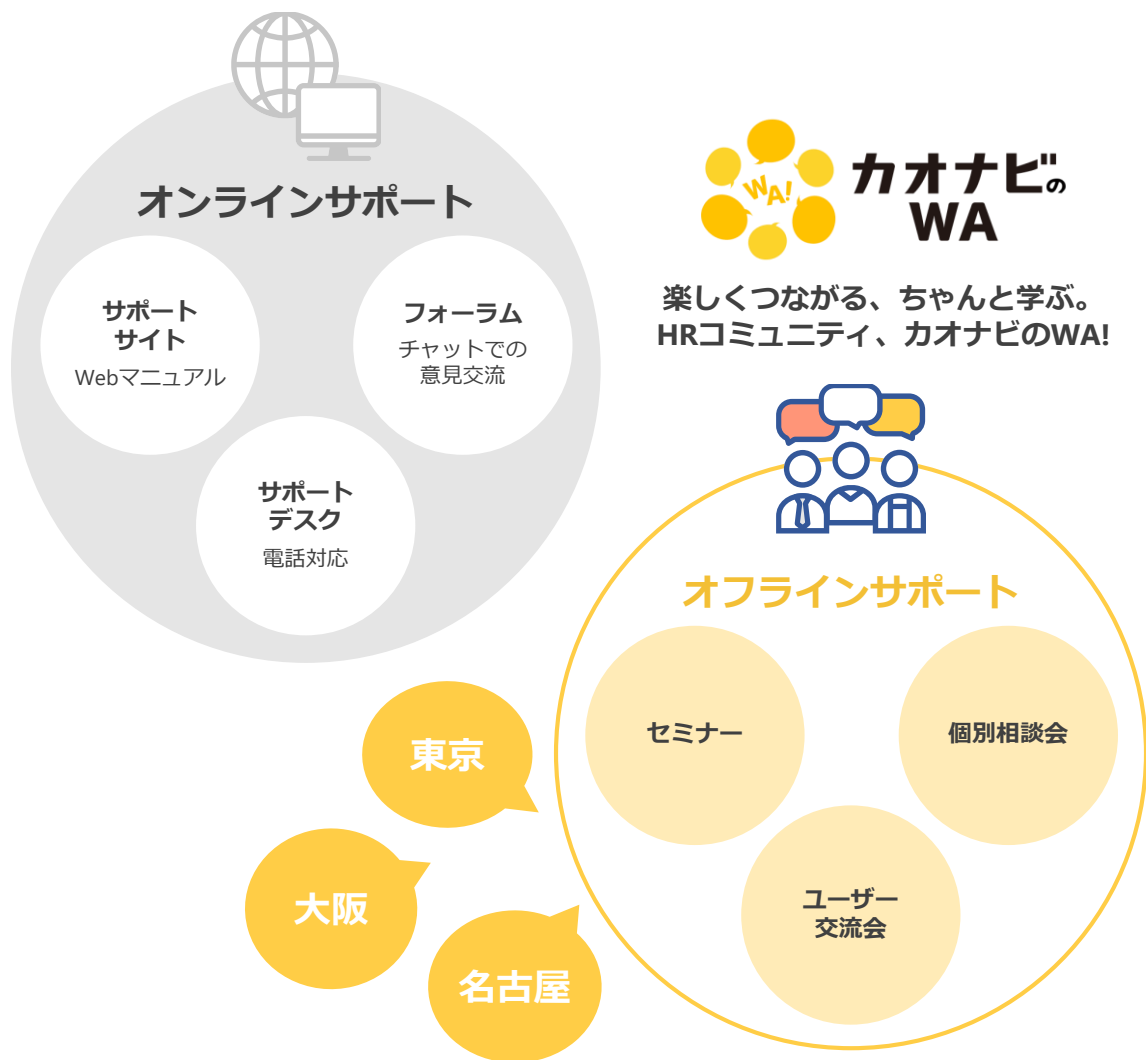 オンラインサポート
サポート
サイト
Webマニュアル
フォーラム
チャットでの
意見交流
サポート
デスク
電話対応
WA!
カオナビの
WA
楽しくつながる、ちゃんと学ぶ。
HRコミュニティ、カオナビのWA!
オフラインサポート
セミナー
個別相談会
ユーザー
交流会
東京
大阪
名古屋